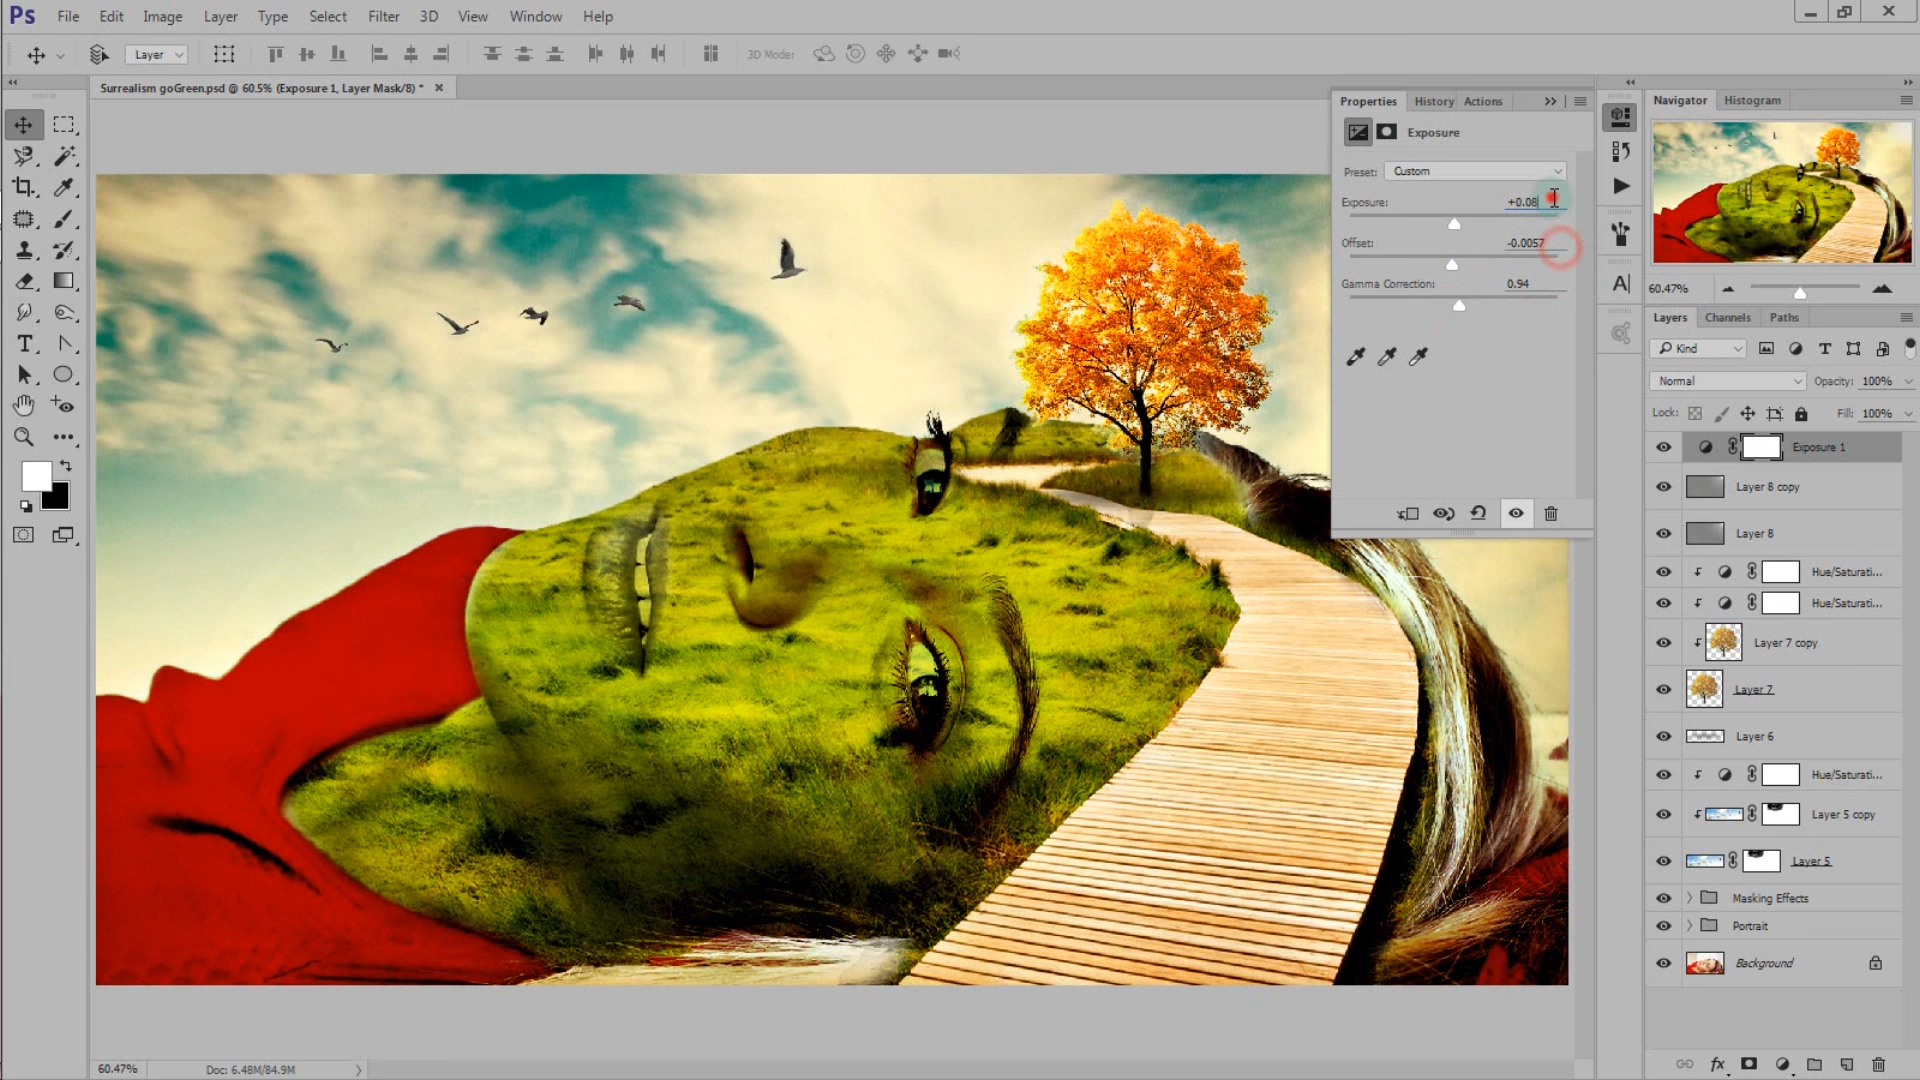 Ps File Edit Image Layer Type Select Filter 3D View Window Help
Layer 3D Mode:
Surrealism goGreen.psd @ 60.5% (Exposure 1, Layer Mask/8) *
Properties History Actions
Exposure
Preset: Custom
Exposure: +0.08
Offset: -0.0057
Gamma Correction: 0.94
Navigator Histogram
60.47%
Layers Channels Paths
Kind
Normal Opacity: 100%
Lock: Fill: 100%
Exposure 1
Layer 8 copy
Layer 8
Hue/Saturati...
Hue/Saturati...
Layer 7 copy
Layer 7
Layer 6
Hue/Saturati...
Layer 5 copy
Layer 5
Masking Effects
Portrait
Background
fx
60.47% Doc: 6.48M/84.9M